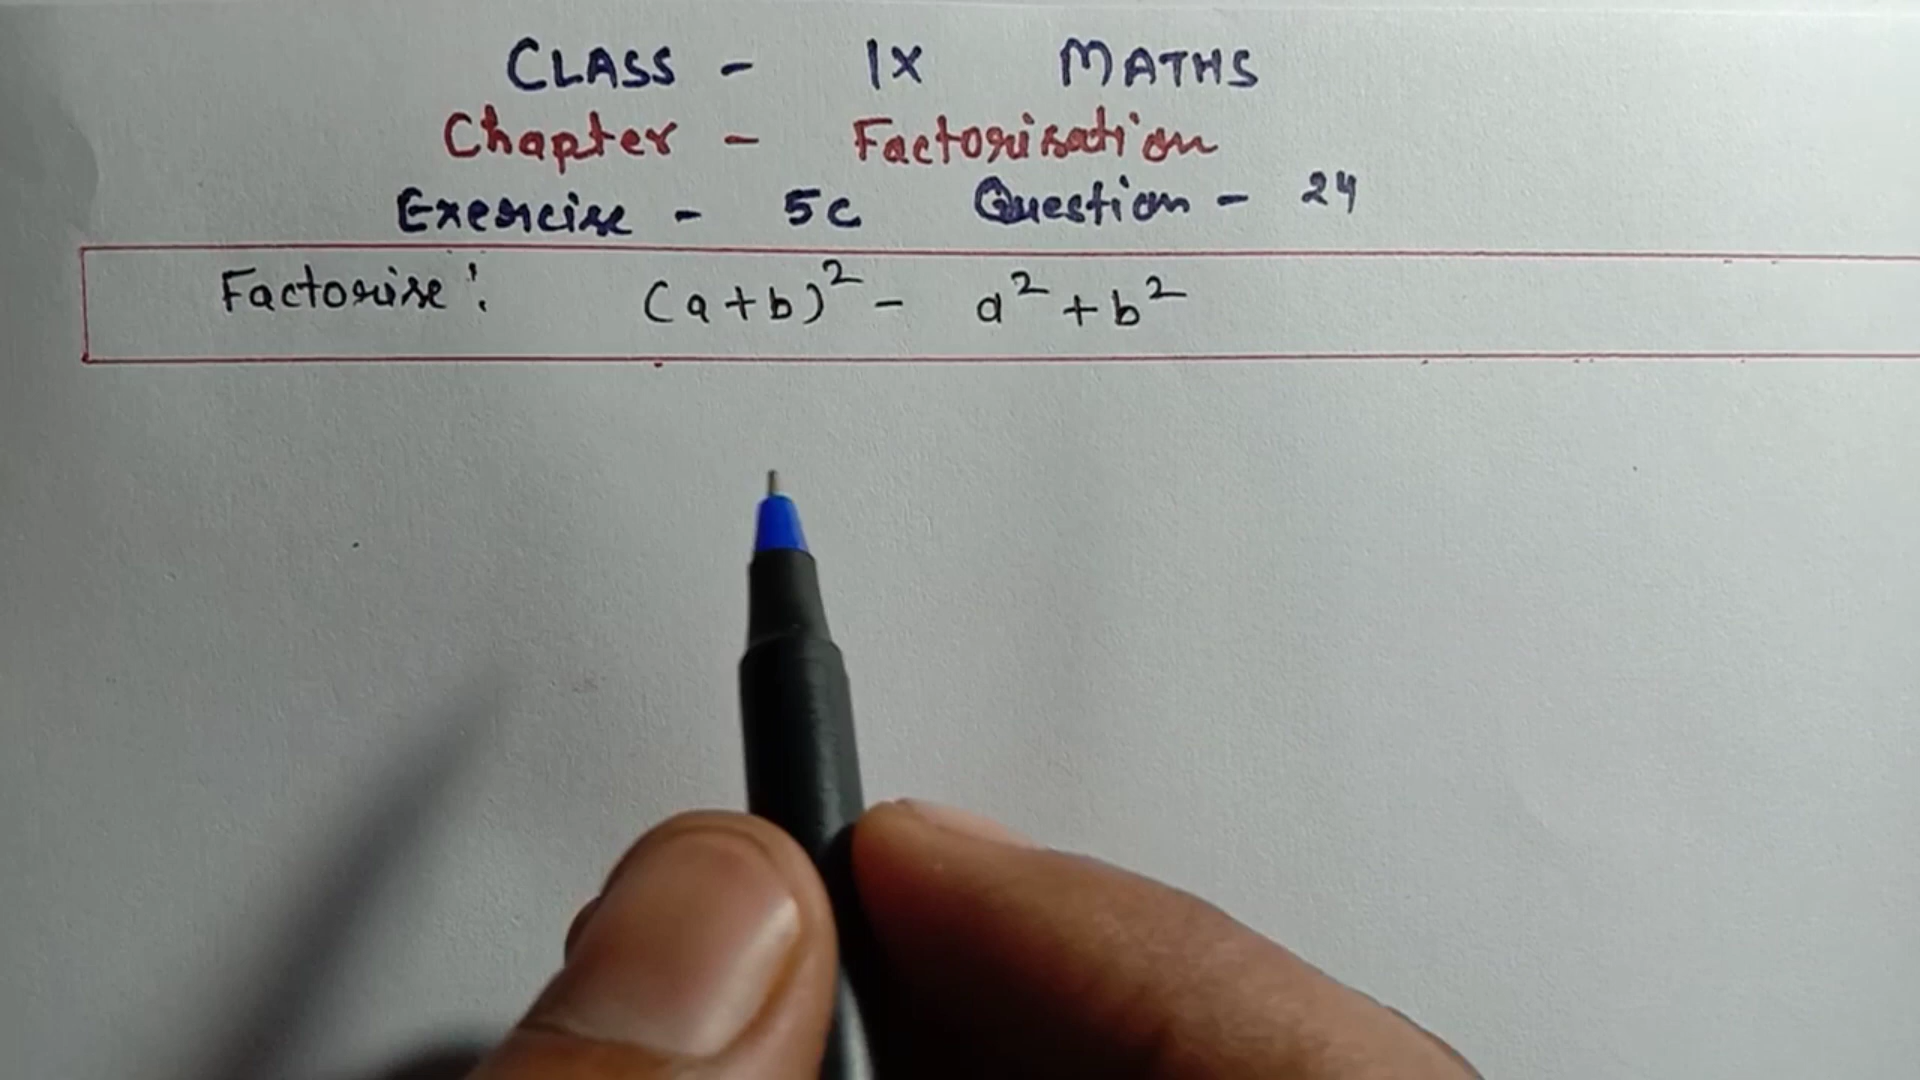 CLASS - IX MATHS
Chapter - Factorisation
Exercise - 5c Question - 24
Factorise: (a+b)² - a² + b²